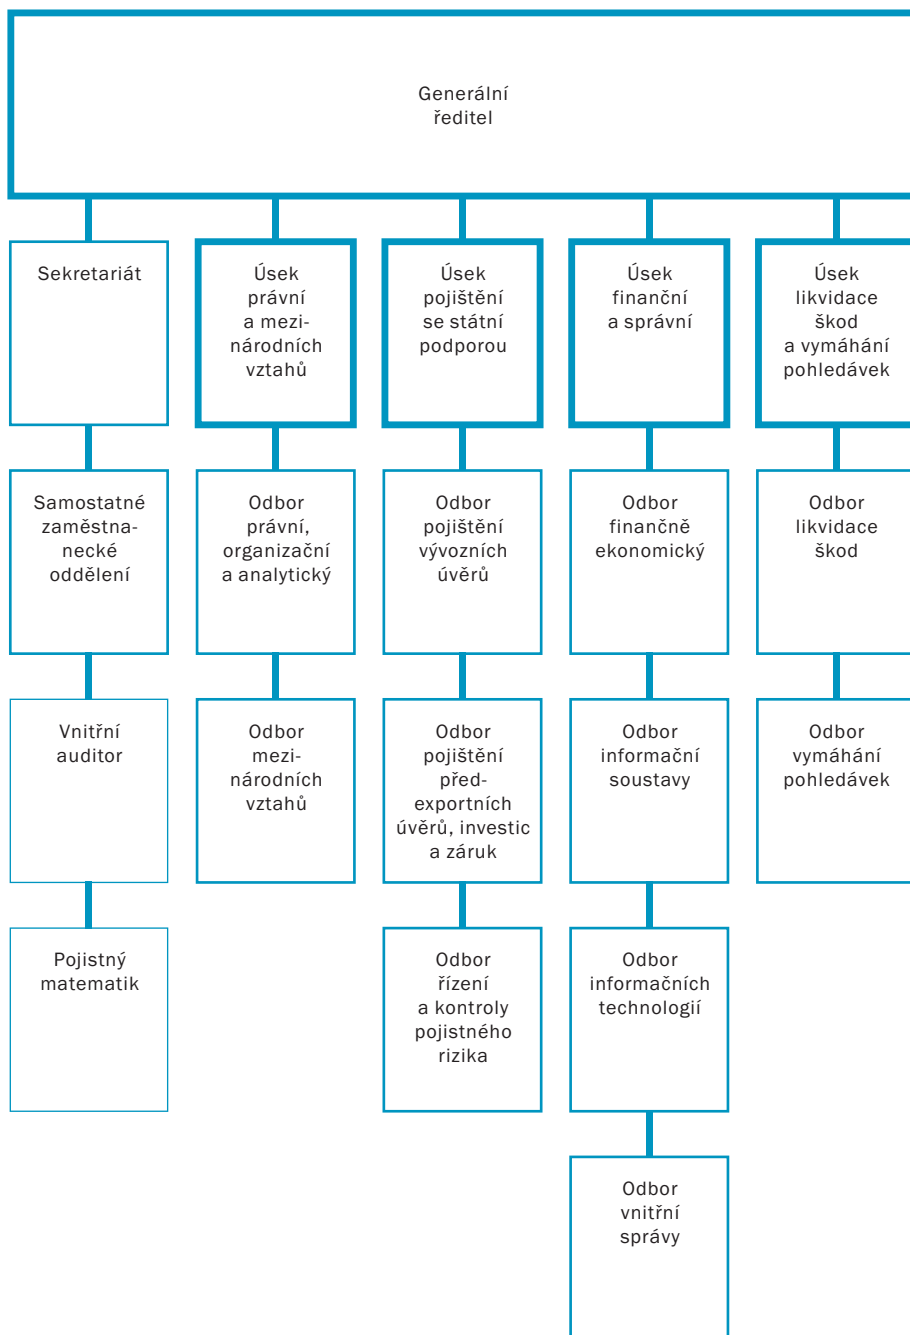 Generální
ředitel
Sekretariát
Úsek
právní
a mezi-
národních
vztahů
Úsek
pojištění
se státní
podporou
Úsek
finanční
a správní
Úsek
likvidace
škod
a vymáhání
pohledávek
Samostatné
zaměstna-
necké
oddělení
Odbor
právní,
organizační
a analytický
Odbor
pojištění
vývozních
úvěrů
Odbor
finančně
ekonomický
Odbor
likvidace
škod
Vnitřní
auditor
Odbor
mezi-
národních
vztahů
Odbor
pojištění
před-
exportních
úvěrů, investic
a záruk
Odbor
informační
soustavy
Odbor
vymáhání
pohledávek
Pojistný
matematik
Odbor
řízení
a kontroly
pojistného
rizika
Odbor
informačních
technologií
Odbor
vnitřní
správy